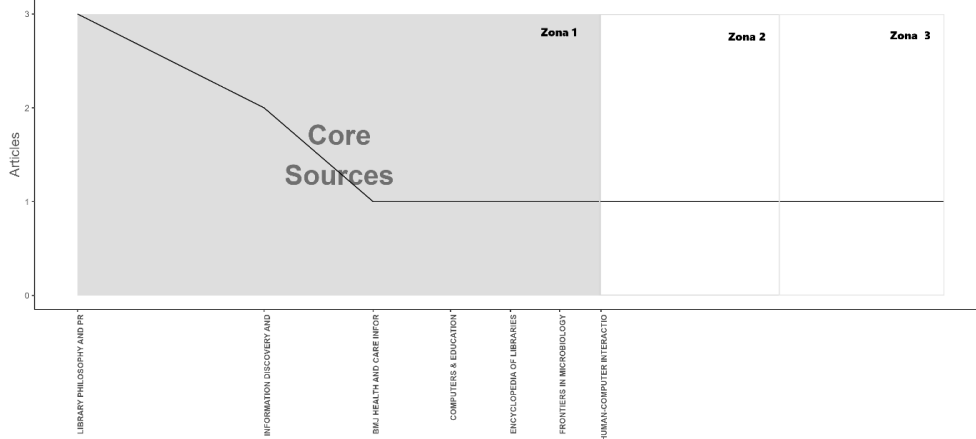 3
Zona 1
Zona 2
Zona 3
2
Core
Sources
Articles
1
0
LIBRARY PHILOSOPHY AND PR
INFORMATION DISCOVERY AND
BMJ HEALTH AND CARE INFOR
COMPUTERS & EDUCATION
ENCYCLOPEDIA OF LIBRARIES
FRONTIERS IN MICROBIOLOGY
HUMAN-COMPUTER INTERACTIO